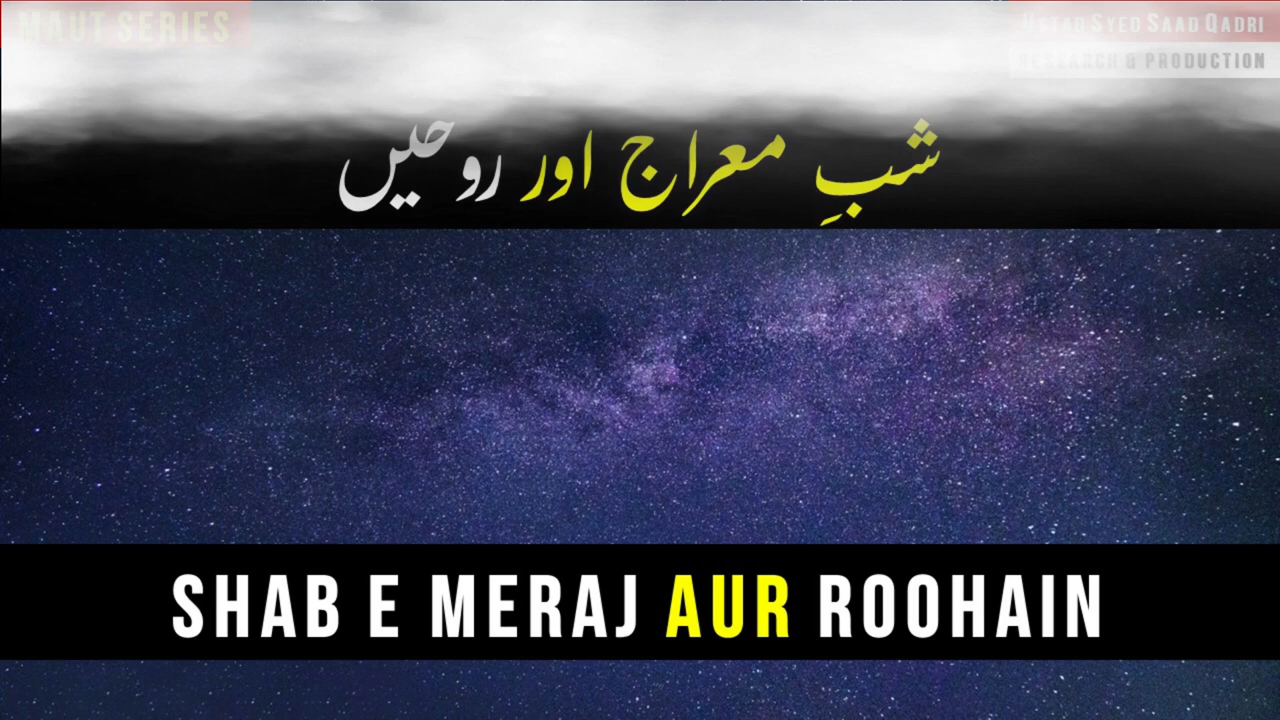 MAUT SERIES
USTAD SYED SAAD QADRI
RESEARCH & PRODUCTION
شبِ معراج اور روحیں
SHAB E MERAJ AUR ROOHAIN